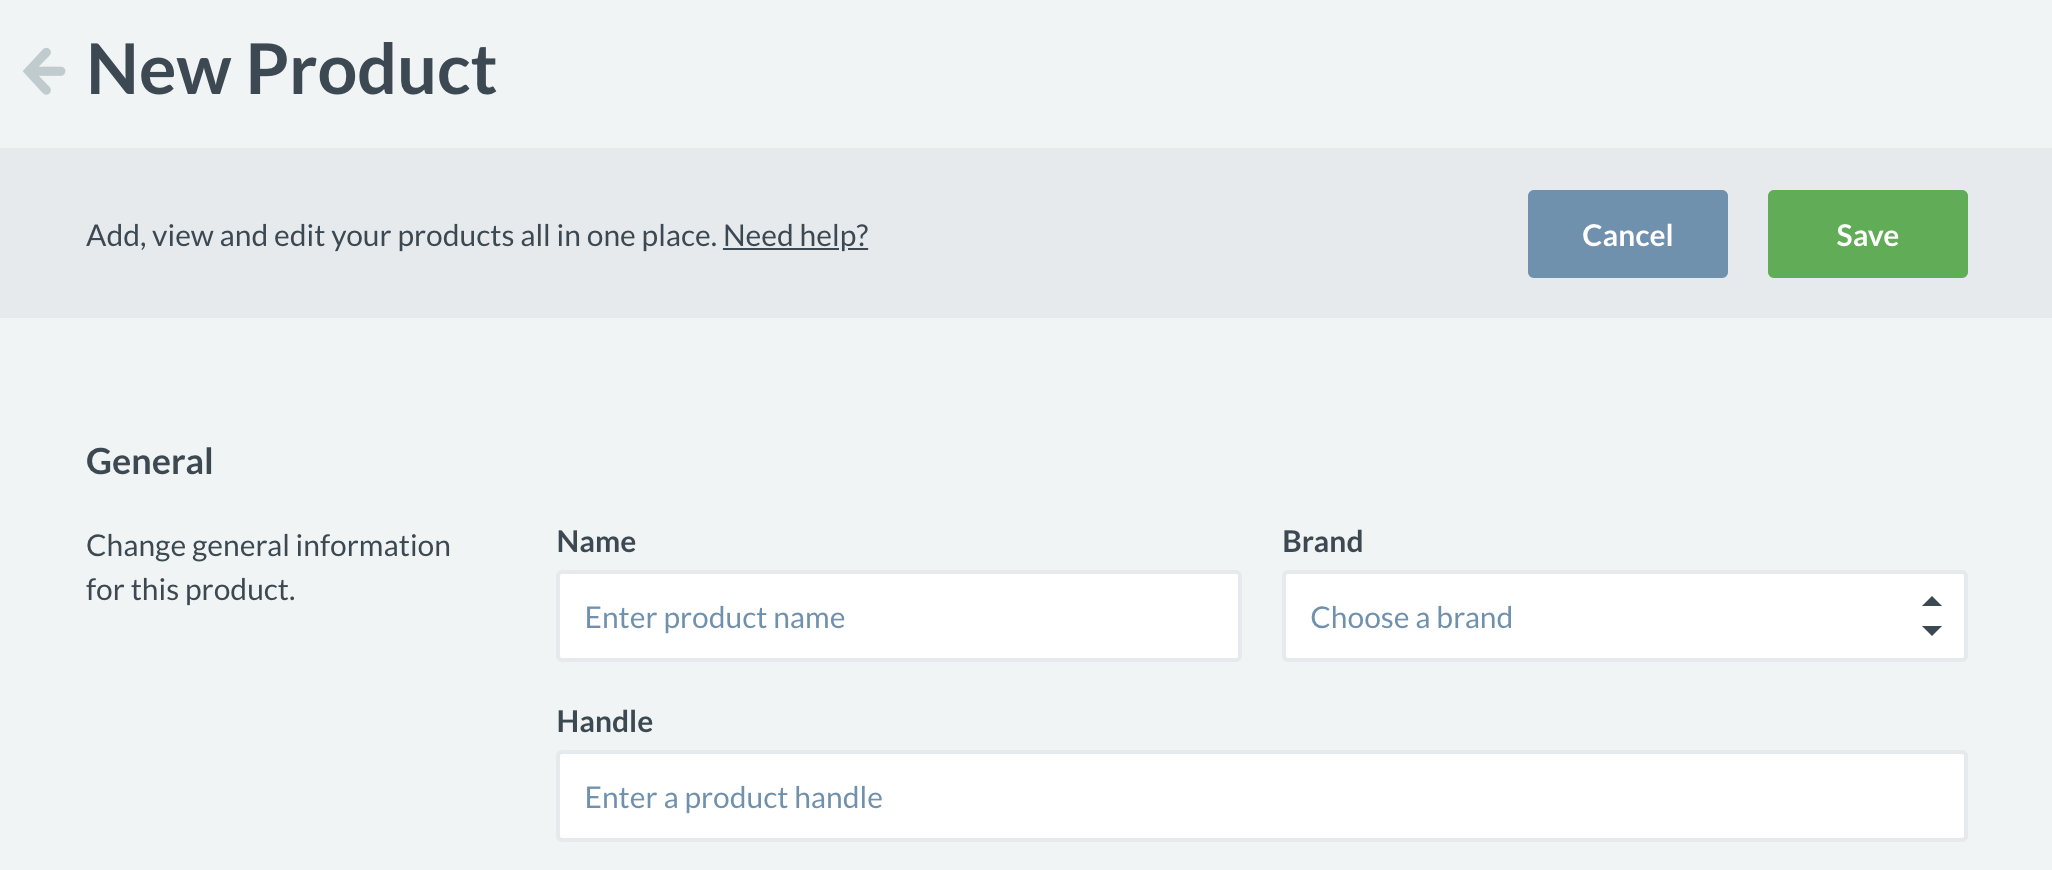 New Product
Add, view and edit your products all in one place. Need help?
Cancel
Save
General
Change general information
for this product.
Name
Brand
Enter product name
Choose a brand
Handle
Enter a product handle